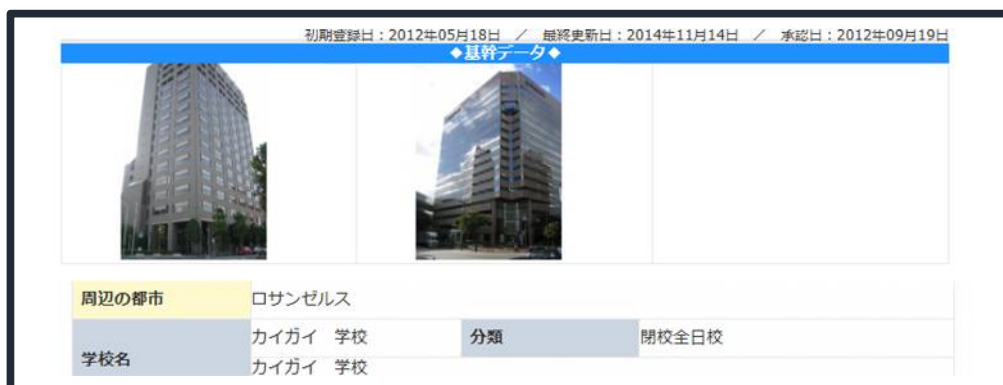 初期登録日：2012年05月18日 ／ 最終更新日：2014年11月14日 ／ 承認日：2012年09月19日
◆基幹データ◆
周辺の都市 ロサンゼルス
学校名 カイガイ 学校 分類 閉校全日校
カイガイ 学校